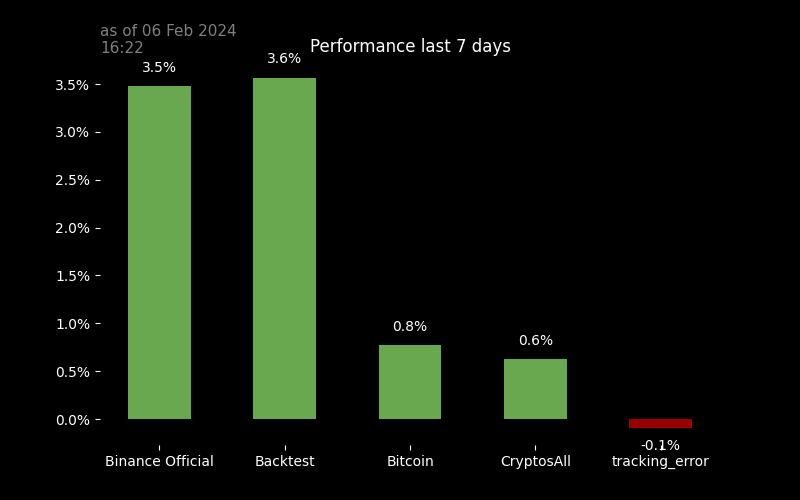 as of 06 Feb 2024
16:22
Performance last 7 days
3.5%
3.6%
0.8%
0.6%
-0.1%
3.5%
3.0%
2.5%
2.0%
1.5%
1.0%
0.5%
0.0%
Binance Official
Backtest
Bitcoin
CryptosAll
tracking_error